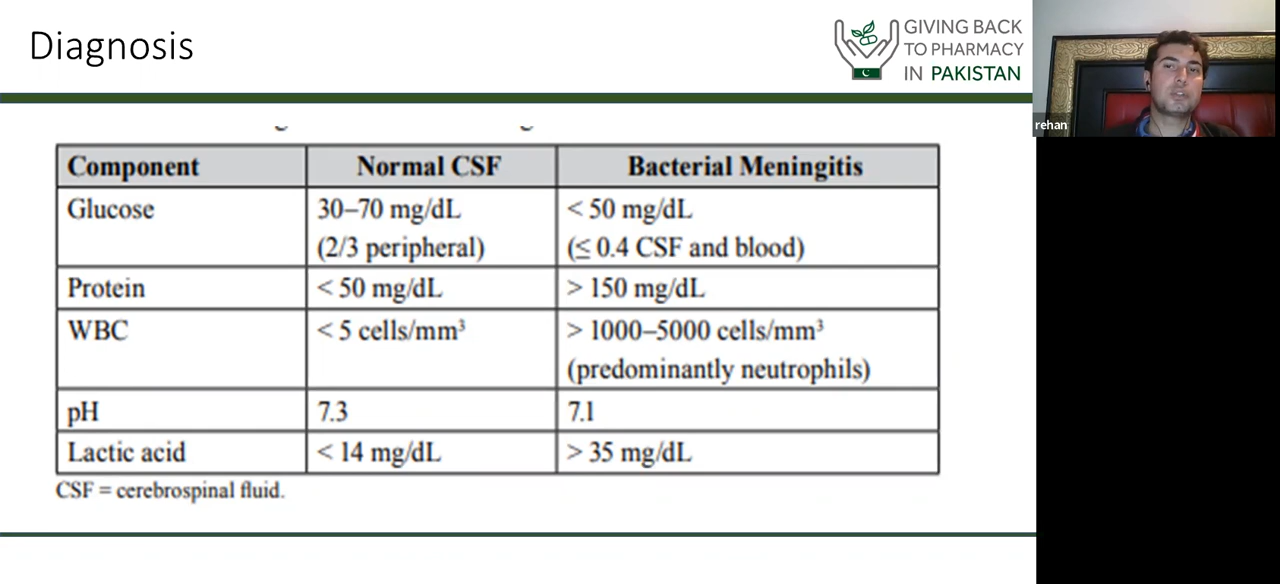 Diagnosis
GIVING BACK
TO PHARMACY
IN PAKISTAN
rehan
Component Normal CSF Bacterial Meningitis
Glucose 30–70 mg/dL < 50 mg/dL
(2/3 peripheral) (≤ 0.4 CSF and blood)
Protein < 50 mg/dL > 150 mg/dL
WBC < 5 cells/mm³ > 1000–5000 cells/mm³
(predominantly neutrophils)
pH 7.3 7.1
Lactic acid < 14 mg/dL > 35 mg/dL
CSF = cerebrospinal fluid.